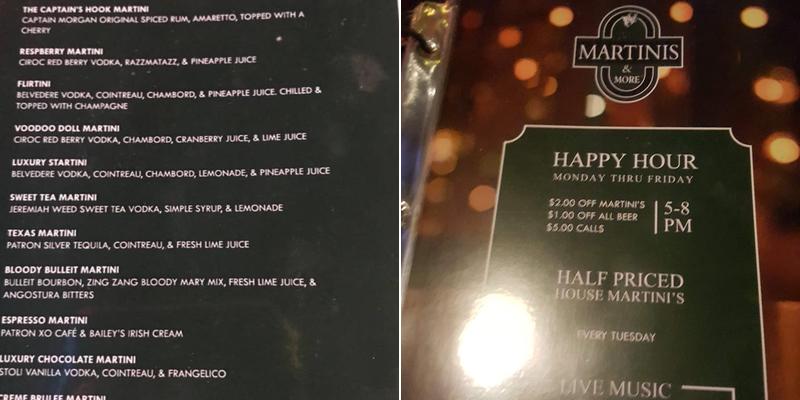 THE CAPTAIN'S HOOK MARTINI
CAPTAIN MORGAN ORIGINAL SPICED RUM, AMARETTO, TOPPED WITH A
CHERRY
RESPBERRY MARTINI
CIROC RED BERRY VODKA, RAZZMATAZZ, & PINEAPPLE JUICE
FLIRTINI
BELVEDERE VODKA, COINTREAU, CHAMBORD, & PINEAPPLE JUICE. CHILLED &
TOPPED WITH CHAMPAGNE
VOODOO DOLL MARTINI
CIROC RED BERRY VODKA, CHAMBORD, CRANBERRY JUICE, & LIME JUICE
LUXURY STARTINI
BELVEDERE VODKA, COINTREAU, CHAMBORD, LEMONADE, & PINEAPPLE JUICE
SWEET TEA MARTINI
JEREMIAH WEED SWEET TEA VODKA, SIMPLE SYRUP, & LEMONADE
TEXAS MARTINI
PATRON SILVER TEQUILA, COINTREAU, & FRESH LIME JUICE
BLOODY BULLEIT MARTINI
BULLEIT BOURBON, ZING ZANG BLOODY MARY MIX, FRESH LIME JUICE, &
ANGOSTURA BITTERS
ESPRESSO MARTINI
PATRON XO CAFÉ & BAILEY'S IRISH CREAM
LUXURY CHOCOLATE MARTINI
STOLI VANILLA VODKA, COINTREAU, & FRANGELICO
CREME BRULEE MARTINI
MARTINIS
&
MORE
HAPPY HOUR
MONDAY THRU FRIDAY
$2.00 OFF MARTINI'S
$1.00 OFF ALL BEER
$5.00 CALLS
5-8
PM
HALF PRICED
HOUSE MARTINI'S
EVERY TUESDAY
LIVE MUSIC